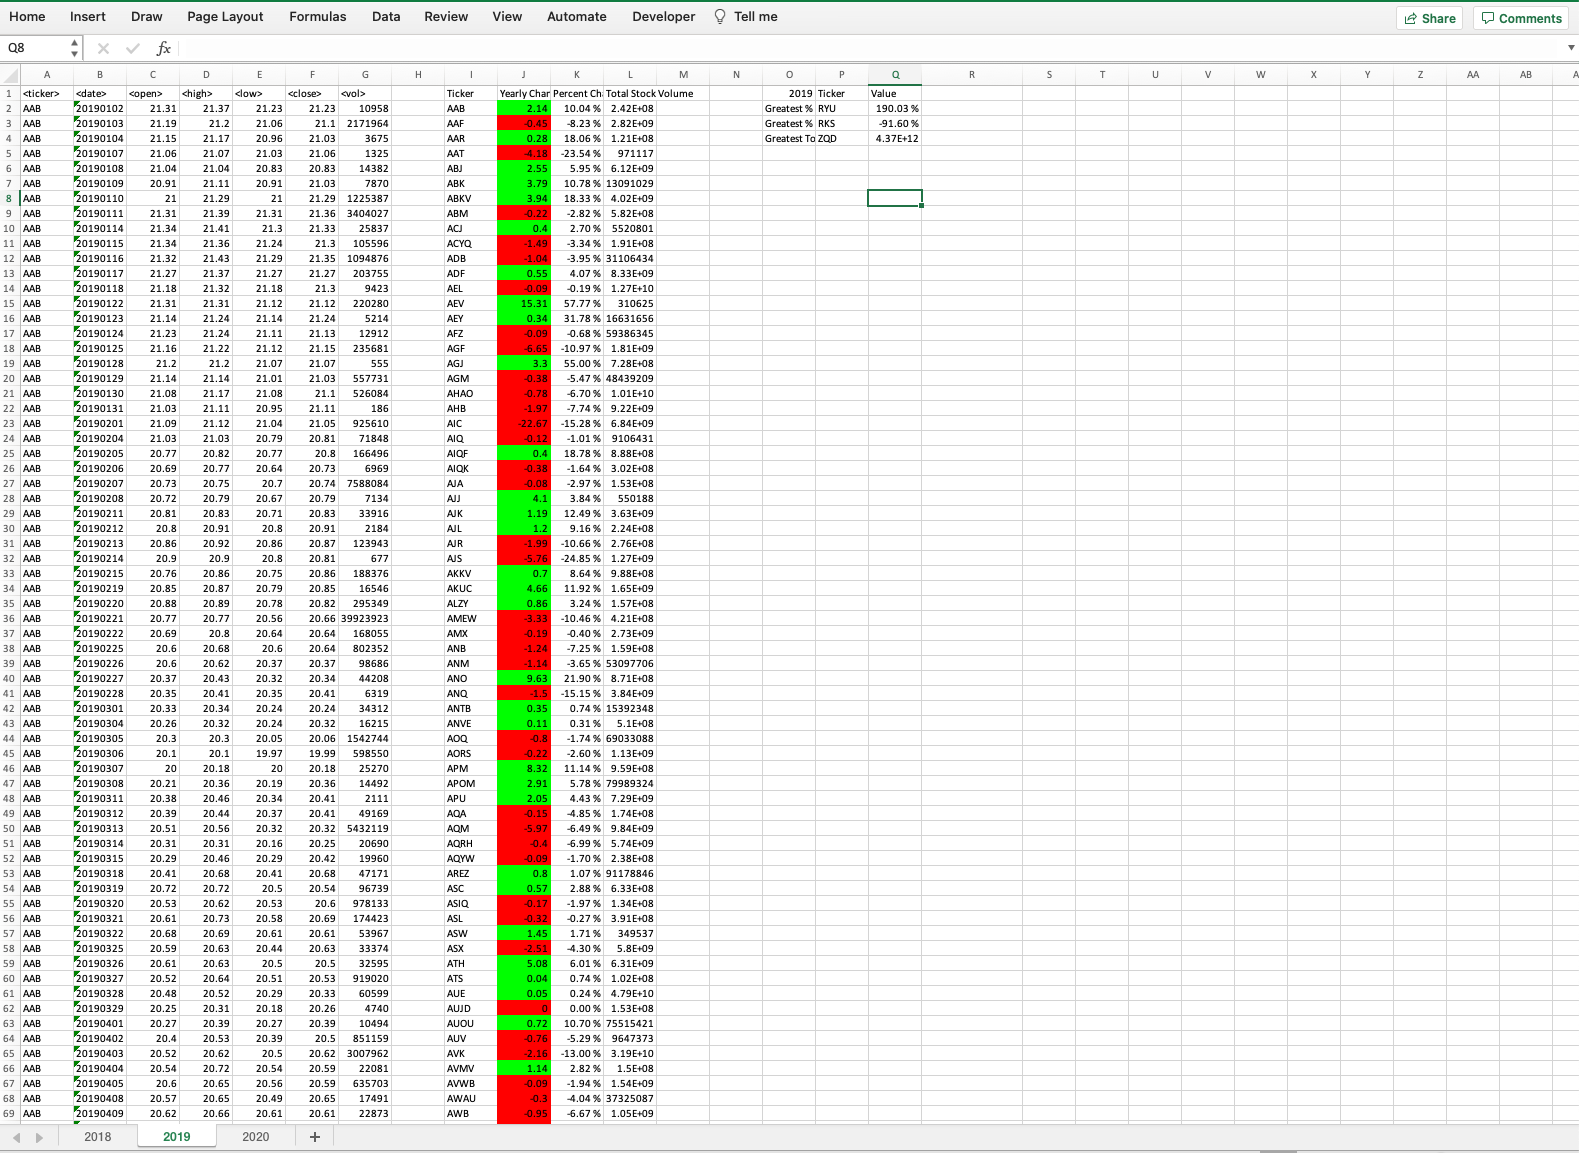 Home Insert Draw Page Layout Formulas Data Review View Automate Developer Tell me Share Comments
Q8 fx
A B C D E F G H I J K L M N O P Q R S T U V W X Y Z AA AB A
1 <ticker> <date> <open> <high> <low> <close> <vol> Ticker Yearly Char Percent Ch Total Stock Volume 2019 Ticker Value
2 AAB 20190102 21.31 21.37 21.23 21.23 10958 AAB 2.14 10.04 % 2.42E+08 Greatest % RYU 190.03 %
3 AAB 20190103 21.19 21.2 21.06 21.1 2171964 AAF -0.45 -8.23 % 2.82E+09 Greatest % RKS -91.60 %
4 AAB 20190104 21.15 21.17 20.96 21.03 3675 AAR 0.28 18.06 % 1.21E+08 Greatest To ZQD 4.37E+12
5 AAB 20190107 21.06 21.07 21.03 21.06 1325 AAT -4.18 -23.54 % 971117
6 AAB 20190108 21.04 21.04 20.83 20.83 14382 ABJ 2.55 5.95 % 6.12E+09
7 AAB 20190109 20.91 21.11 20.91 21.03 7870 ABK 3.79 10.78 % 13091029
8 AAB 20190110 21 21.29 21 21.29 1225387 ABKV 3.94 18.33 % 4.02E+09
9 AAB 20190111 21.31 21.39 21.31 21.36 3404027 ABM -0.22 -2.82 % 5.82E+08
10 AAB 20190114 21.34 21.41 21.3 21.33 25837 ACJ 0.4 2.70 % 5520801
11 AAB 20190115 21.34 21.36 21.24 21.3 105596 ACYQ -1.49 -3.34 % 1.91E+08
12 AAB 20190116 21.32 21.43 21.29 21.35 1094876 ADB -1.04 -3.95 % 31106434
13 AAB 20190117 21.27 21.37 21.27 21.27 203755 ADF 0.55 4.07 % 8.33E+09
14 AAB 20190118 21.18 21.32 21.18 21.3 9423 AEL -0.09 -0.19 % 1.27E+10
15 AAB 20190122 21.31 21.31 21.12 21.12 220280 AEV 15.31 57.77 % 310625
16 AAB 20190123 21.14 21.24 21.14 21.24 5214 AEY 0.34 31.78 % 16631656
17 AAB 20190124 21.23 21.24 21.11 21.13 12912 AFZ -0.09 -0.68 % 59386345
18 AAB 20190125 21.16 21.22 21.12 21.15 235681 AGF -6.65 -10.97 % 1.81E+09
19 AAB 20190128 21.2 21.2 21.07 21.07 555 AGJ 3.3 55.00 % 7.28E+08
20 AAB 20190129 21.14 21.14 21.01 21.03 557731 AGM -0.38 -5.47 % 48439209
21 AAB 20190130 21.08 21.17 21.08 21.1 526084 AHAO -0.78 -6.70 % 1.01E+10
22 AAB 20190131 21.03 21.11 20.95 21.11 186 AHB -1.97 -7.74 % 9.22E+09
23 AAB 20190201 21.09 21.12 21.04 21.05 925610 AIC -22.67 -15.28 % 6.84E+09
24 AAB 20190204 21.03 21.03 20.79 20.81 71848 AIQ -0.12 -1.01 % 9106431
25 AAB 20190205 20.77 20.82 20.77 20.8 166496 AIQF 0.4 18.78 % 8.88E+08
26 AAB 20190206 20.69 20.77 20.64 20.73 6969 AIQK -0.38 -1.64 % 3.02E+08
27 AAB 20190207 20.73 20.75 20.7 20.74 7588084 AJA -0.08 -2.97 % 1.53E+08
28 AAB 20190208 20.72 20.79 20.67 20.79 7134 AJJ 4.1 3.84 % 550188
29 AAB 20190211 20.81 20.83 20.71 20.83 33916 AJK 1.19 12.49 % 3.63E+09
30 AAB 20190212 20.8 20.91 20.8 20.91 2184 AJL 1.2 9.16 % 2.24E+08
31 AAB 20190213 20.86 20.92 20.86 20.87 123943 AJR -1.99 -10.66 % 2.76E+08
32 AAB 20190214 20.9 20.9 20.8 20.81 677 AJS -5.76 -24.85 % 1.27E+09
33 AAB 20190215 20.76 20.86 20.75 20.86 188376 AKKV 0.7 8.64 % 9.88E+08
34 AAB 20190219 20.85 20.87 20.79 20.85 16546 AKUC 4.66 11.92 % 1.65E+09
35 AAB 20190220 20.88 20.89 20.78 20.82 295349 ALZY 0.86 3.24 % 1.57E+08
36 AAB 20190221 20.77 20.77 20.56 20.66 39923923 AMEW -3.33 -10.46 % 4.21E+08
37 AAB 20190222 20.69 20.8 20.64 20.64 168055 AMX -0.19 -0.40 % 2.73E+09
38 AAB 20190225 20.6 20.68 20.6 20.64 802352 ANB -1.24 -7.25 % 1.59E+08
39 AAB 20190226 20.6 20.62 20.37 20.37 98686 ANM -1.14 -3.65 % 53097706
40 AAB 20190227 20.37 20.43 20.32 20.34 44208 ANO 9.63 21.90 % 8.71E+08
41 AAB 20190228 20.35 20.41 20.35 20.41 6319 ANQ -1.5 -15.15 % 3.84E+09
42 AAB 20190301 20.33 20.34 20.24 20.24 34312 ANTB 0.35 0.74 % 15392348
43 AAB 20190304 20.26 20.32 20.24 20.32 16215 ANVE 0.11 0.31 % 5.1E+08
44 AAB 20190305 20.3 20.3 20.05 20.06 1542744 AOQ -0.8 -1.74 % 69033088
45 AAB 20190306 20.1 20.1 19.97 19.99 598550 AORS -0.22 -2.60 % 1.13E+09
46 AAB 20190307 20 20.18 20 20.18 25270 APM 8.32 11.14 % 9.59E+08
47 AAB 20190308 20.21 20.36 20.19 20.36 14492 APOM 2.91 5.78 % 79989324
48 AAB 20190311 20.38 20.46 20.34 20.41 2111 APU 2.05 4.43 % 7.29E+09
49 AAB 20190312 20.39 20.44 20.37 20.41 49169 AQA -0.15 -4.85 % 1.74E+08
50 AAB 20190313 20.51 20.56 20.32 20.32 5432119 AQM -5.97 -6.49 % 9.84E+09
51 AAB 20190314 20.31 20.31 20.16 20.25 20690 AQRH -0.4 -6.99 % 5.74E+09
52 AAB 20190315 20.29 20.46 20.29 20.42 19960 AQYW -0.09 -1.70 % 2.38E+08
53 AAB 20190318 20.41 20.68 20.41 20.68 47171 AREZ 0.8 1.07 % 91178846
54 AAB 20190319 20.72 20.72 20.5 20.54 96739 ASC 0.57 2.88 % 6.33E+08
55 AAB 20190320 20.53 20.62 20.53 20.6 978133 ASIQ -0.17 -1.97 % 1.34E+08
56 AAB 20190321 20.61 20.73 20.58 20.69 174423 ASL -0.32 -0.27 % 3.91E+08
57 AAB 20190322 20.68 20.69 20.61 20.61 53967 ASW 1.45 1.71 % 349537
58 AAB 20190325 20.59 20.63 20.44 20.63 33374 ASX -2.51 -4.30 % 5.8E+09
59 AAB 20190326 20.61 20.63 20.5 20.5 32595 ATH 5.08 6.01 % 6.31E+09
60 AAB 20190327 20.52 20.64 20.51 20.53 919020 ATS 0.04 0.74 % 1.02E+08
61 AAB 20190328 20.48 20.52 20.29 20.33 60599 AUE 0.05 0.24 % 4.79E+10
62 AAB 20190329 20.25 20.31 20.18 20.26 4740 AUJD 0 0.00 % 1.53E+08
63 AAB 20190401 20.27 20.39 20.27 20.39 10494 AUOU 0.72 10.70 % 75515421
64 AAB 20190402 20.4 20.53 20.39 20.5 851159 AUV -0.76 -5.29 % 9647373
65 AAB 20190403 20.52 20.62 20.5 20.62 3007962 AVK -2.16 -13.00 % 3.19E+10
66 AAB 20190404 20.54 20.72 20.54 20.59 22081 AVMV 1.14 2.82 % 1.5E+08
67 AAB 20190405 20.6 20.65 20.56 20.59 635703 AVWB -0.09 -1.94 % 1.54E+09
68 AAB 20190408 20.57 20.65 20.49 20.65 17491 AWAU -0.3 -4.04 % 37325087
69 AAB 20190409 20.62 20.66 20.61 20.61 22873 AWB -0.95 -6.67 % 1.05E+09
2018 2019 2020 +